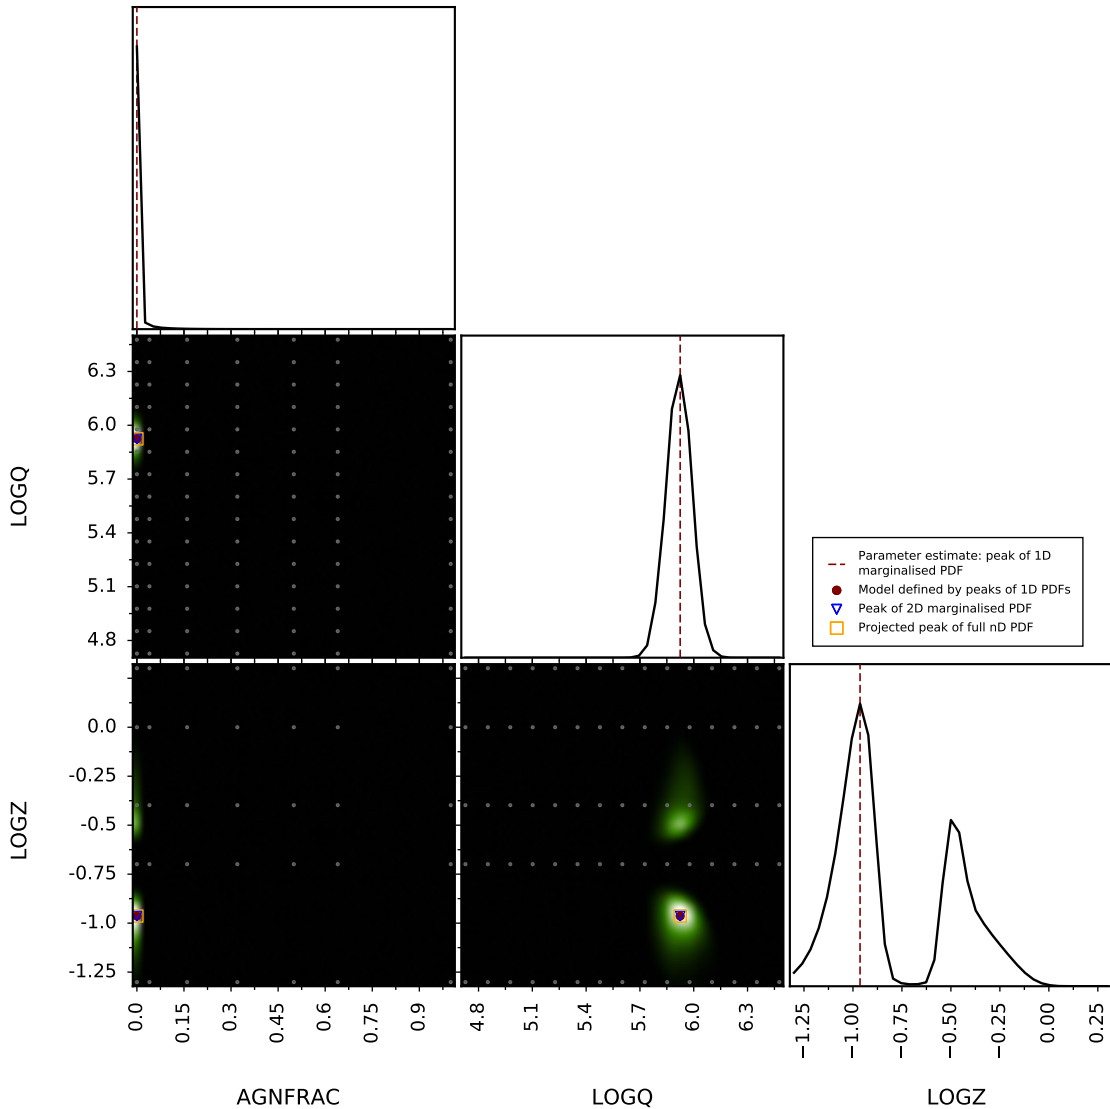 LOGQ
6.3
6.0
5.7
5.4
5.1
4.8
Parameter estimate: peak of 1D
marginalised PDF
Model defined by peaks of 1D PDFs
Peak of 2D marginalised PDF
Projected peak of full nD PDF
LOGZ
0.0
-0.25
-0.5
-0.75
-1.0
-1.25
0.0 0.15 0.3 0.45 0.6 0.75 0.9
4.8 5.1 5.4 5.7 6.0 6.3
−1.25 −1.00 −0.75 −0.50 −0.25 0.00 0.25
AGNFRAC LOGQ LOGZ